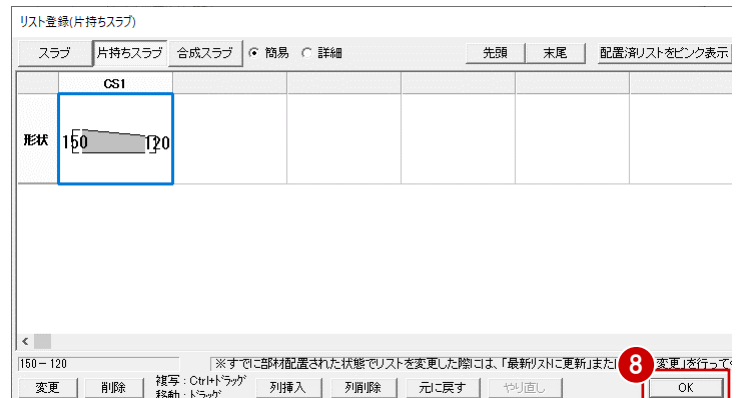 リスト登録(片持ちスラブ)
スラブ 片持ちスラブ 合成スラブ 簡易 詳細 先頭 末尾 配置済リストをピンク表示
CS1
形状 150 120
150-120 ※すでに部材配置された状態でリストを変更した際には、「最新リストに更新」また 変更」を行って
8
変更 削除 複写:Ctrl+ドラッグ 列挿入 列削除 元に戻す やり直し OK
移動:ドラッグ